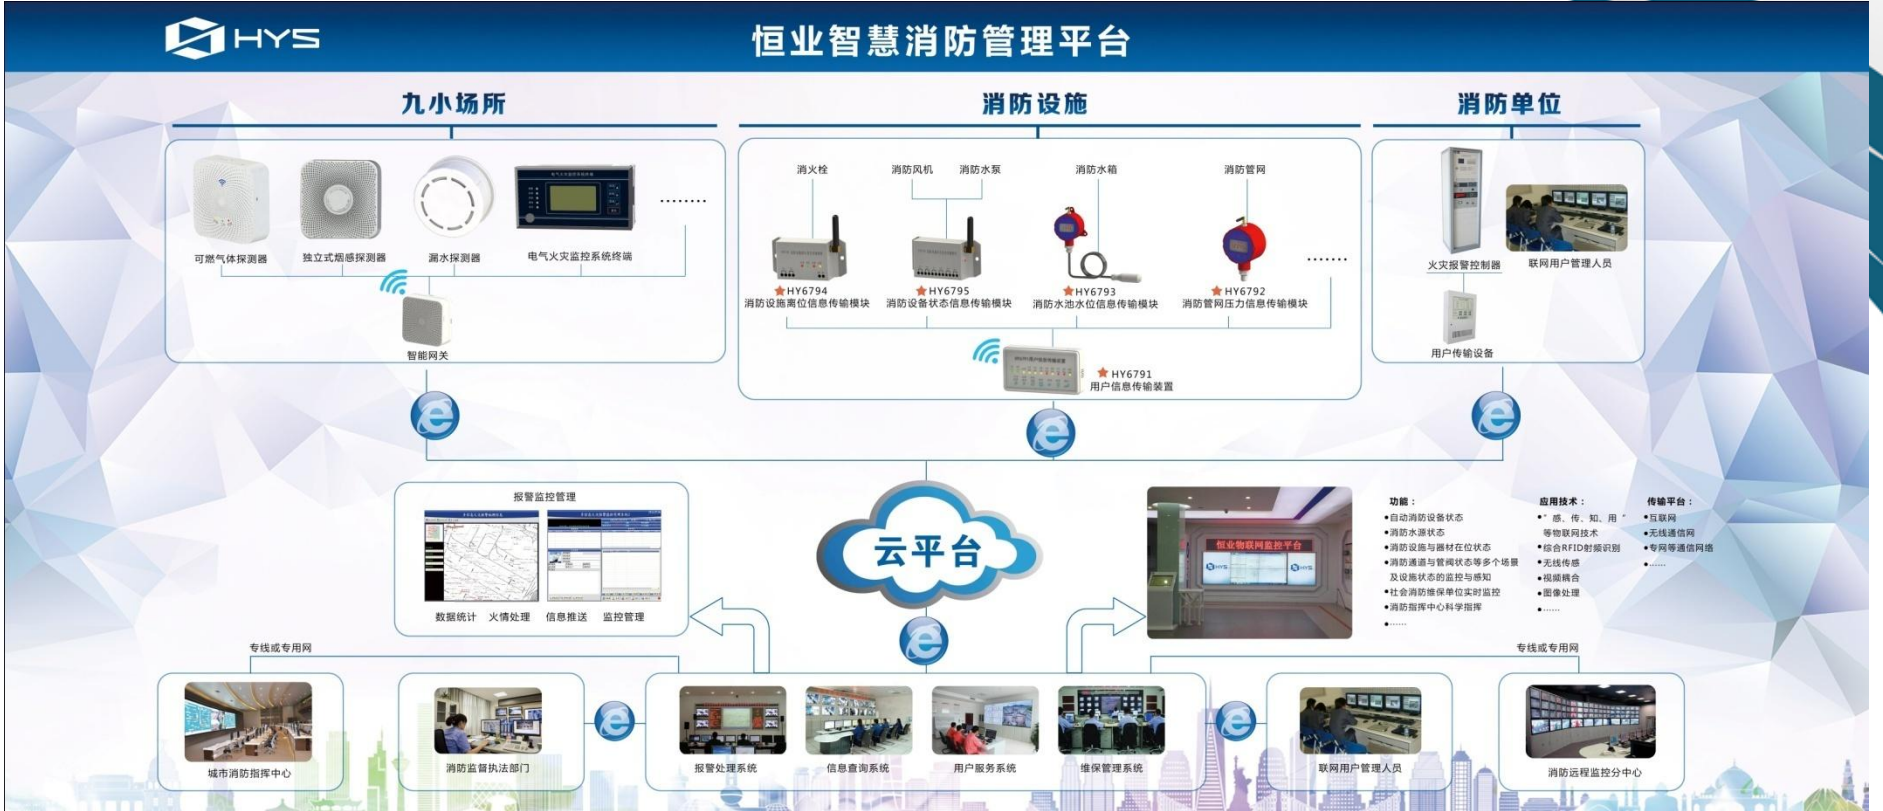 HYS
恒业智慧消防管理平台
九小场所
消防设施
消防单位
可燃气体探测器
独立式烟感探测器
漏水探测器
电气火灾监控系统终端
........
智能网关
消火栓
消防风机
消防水泵
消防水箱
消防管网
★HY6794
消防设施离位信息传输模块
★HY6795
消防设备状态信息传输模块
★HY6793
消防水池水位信息传输模块
★HY6792
消防管网压力信息传输模块
........
★HY6791
用户信息传输装置
火灾报警控制器
联网用户管理人员
用户传输设备
报警监控管理
数据统计 火情处理 信息推送 监控管理
云平台
恒业物联网监控平台
HYS
HYS
功能：
●自动消防设备状态
●消防水源状态
●消防设施与器材在位状态
●消防通道与管阀状态等多个场景
及设施状态的监控与感知
●社会消防维保单位实时监控
●消防指挥中心科学指挥
●......
应用技术：
●“感、传、知、用“
等物联网技术
●综合RFID射频识别
●无线传感
●视频耦合
●图像处理
●......
传输平台：
●互联网
●无线通信网
●专网等通信网络
●......
专线或专用网
专线或专用网
城市消防指挥中心
消防监督执法部门
报警处理系统
信息查询系统
用户服务系统
维保管理系统
联网用户管理人员
消防远程监控分中心